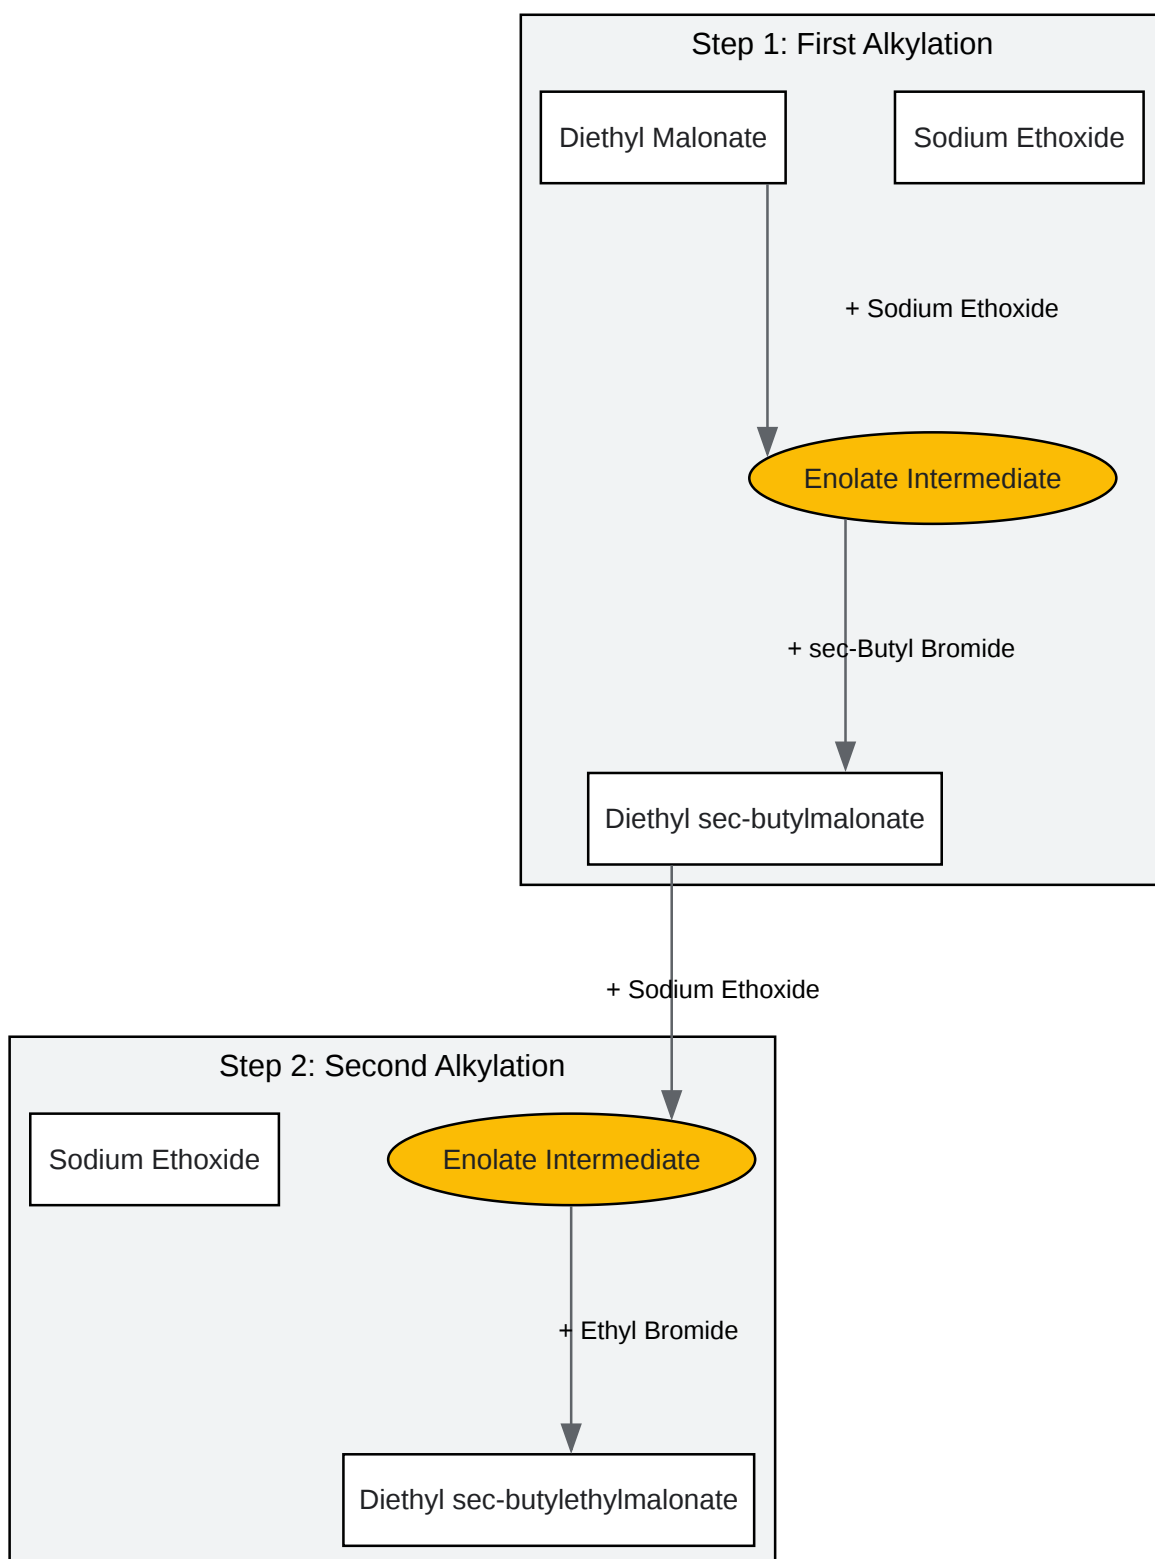 Step 1: First Alkylation
Diethyl Malonate
Sodium Ethoxide
+ Sodium Ethoxide
Enolate Intermediate
+ sec-Butyl Bromide
Diethyl sec-butylmalonate
+ Sodium Ethoxide
Step 2: Second Alkylation
Sodium Ethoxide
Enolate Intermediate
+ Ethyl Bromide
Diethyl sec-butylethylmalonate